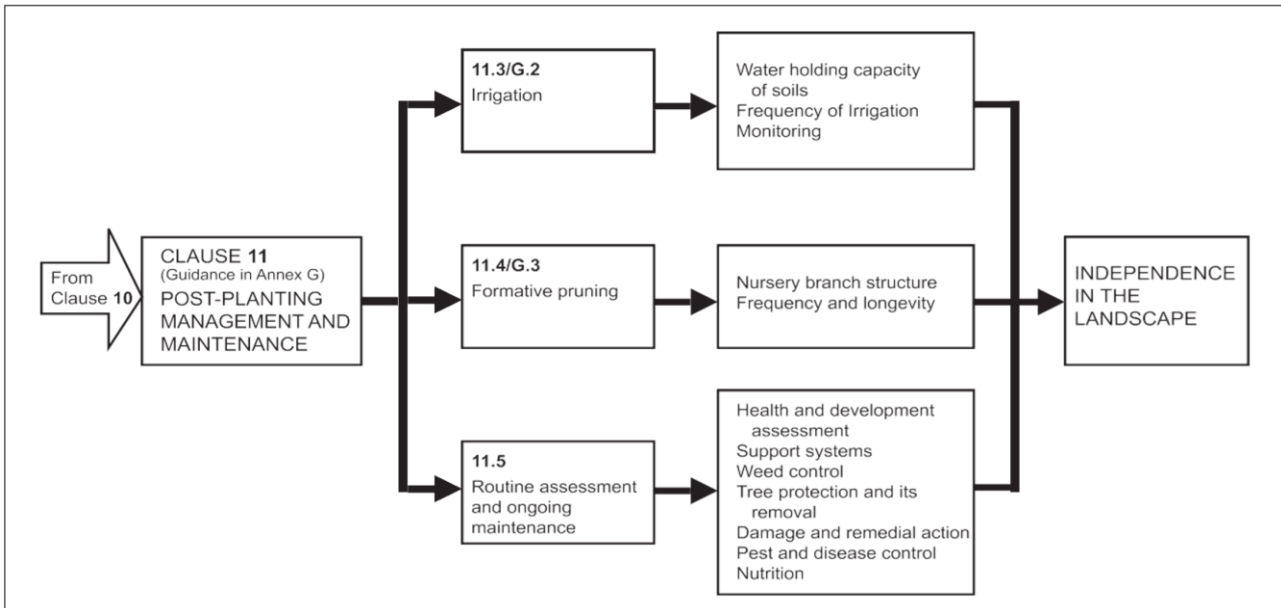 From
Clause 10
CLAUSE 11
(Guidance in Annex G)
POST-PLANTING
MANAGEMENT AND
MAINTENANCE
11.3/G.2
Irrigation
Water holding capacity
of soils
Frequency of Irrigation
Monitoring
11.4/G.3
Formative pruning
Nursery branch structure
Frequency and longevity
11.5
Routine assessment
and ongoing
maintenance
Health and development
assessment
Support systems
Weed control
Tree protection and its
removal
Damage and remedial action
Pest and disease control
Nutrition
INDEPENDENCE
IN THE
LANDSCAPE